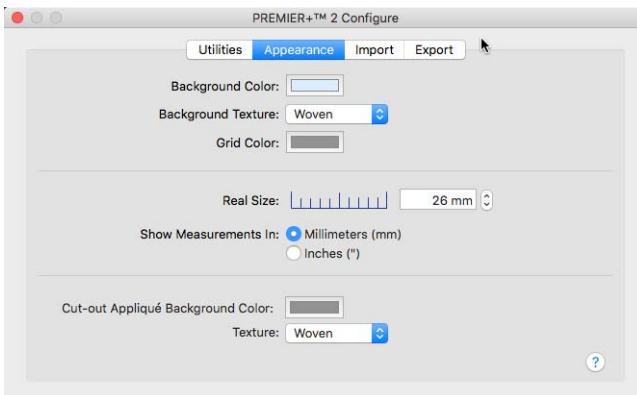 PREMIER+™ 2 Configure
Utilities Appearance Import Export
Background Color:
Background Texture: Woven
Grid Color:
Real Size: 26 mm
Show Measurements In: Millimeters (mm)
Inches (")
Cut-out Appliqué Background Color:
Texture: Woven
?